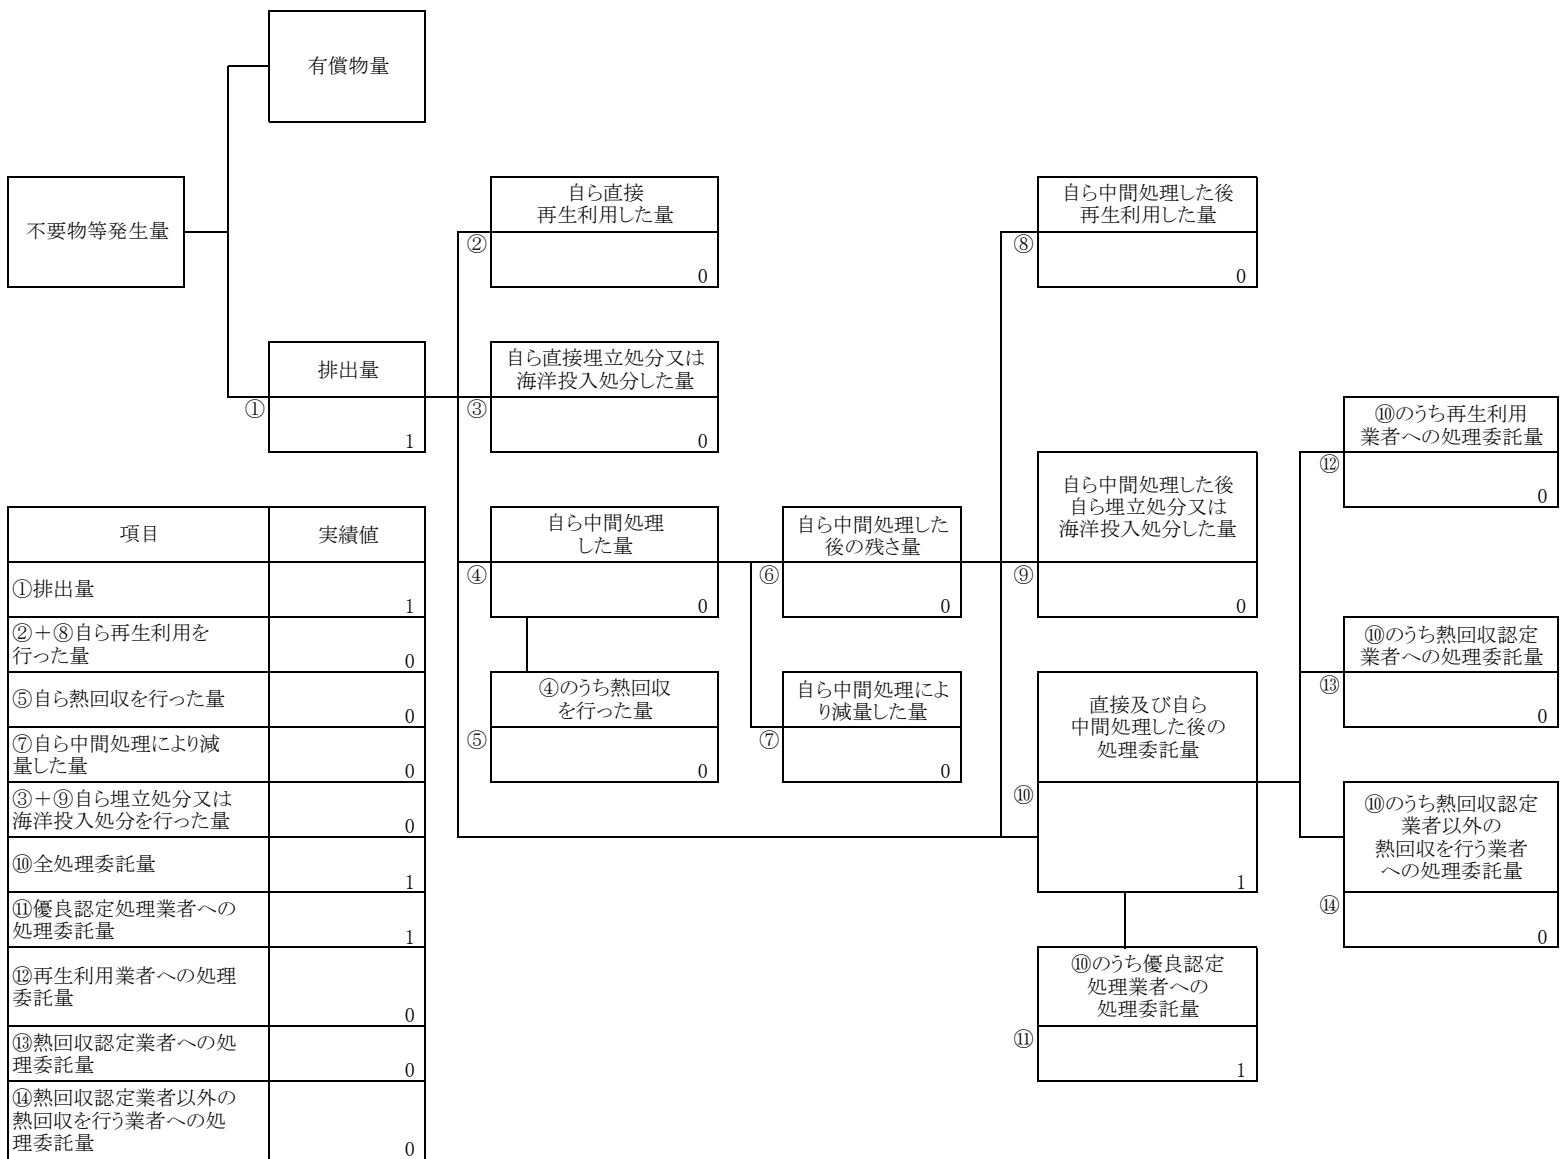 有償物量
不要物等発生量
自ら直接
再生利用した量
②
0
自ら中間処理した後
再生利用した量
⑧
0
排出量
①
1
自ら直接埋立処分又は
海洋投入処分した量
③
0
⑩のうち再生利用
業者への処理委託量
⑫
0
自ら中間処理
した量
④
0
自ら中間処理した
後の残さ量
⑥
0
自ら中間処理した後
自ら埋立処分又は
海洋投入処分した量
⑨
0
⑩のうち熱回収認定
業者への処理委託量
⑬
0
④のうち熱回収
を行った量
⑤
0
自ら中間処理によ
り減量した量
⑦
0
直接及び自ら
中間処理した後の
処理委託量
⑩
1
⑩のうち熱回収認定
業者以外の
熱回収を行う業者
への処理委託量
⑭
0
⑩のうち優良認定
処理業者への
処理委託量
⑪
1
項目 実績値
①排出量
1
②+⑧自ら再生利用を
行った量
0
⑤自ら熱回収を行った量
0
⑦自ら中間処理により減
量した量
0
③+⑨自ら埋立処分又は
海洋投入処分を行った量
0
⑩全処理委託量
1
⑪優良認定処理業者への
処理委託量
1
⑫再生利用業者への処理
委託量
0
⑬熱回収認定業者への処
理委託量
0
⑭熱回収認定業者以外の
熱回収を行う業者への処
理委託量
0